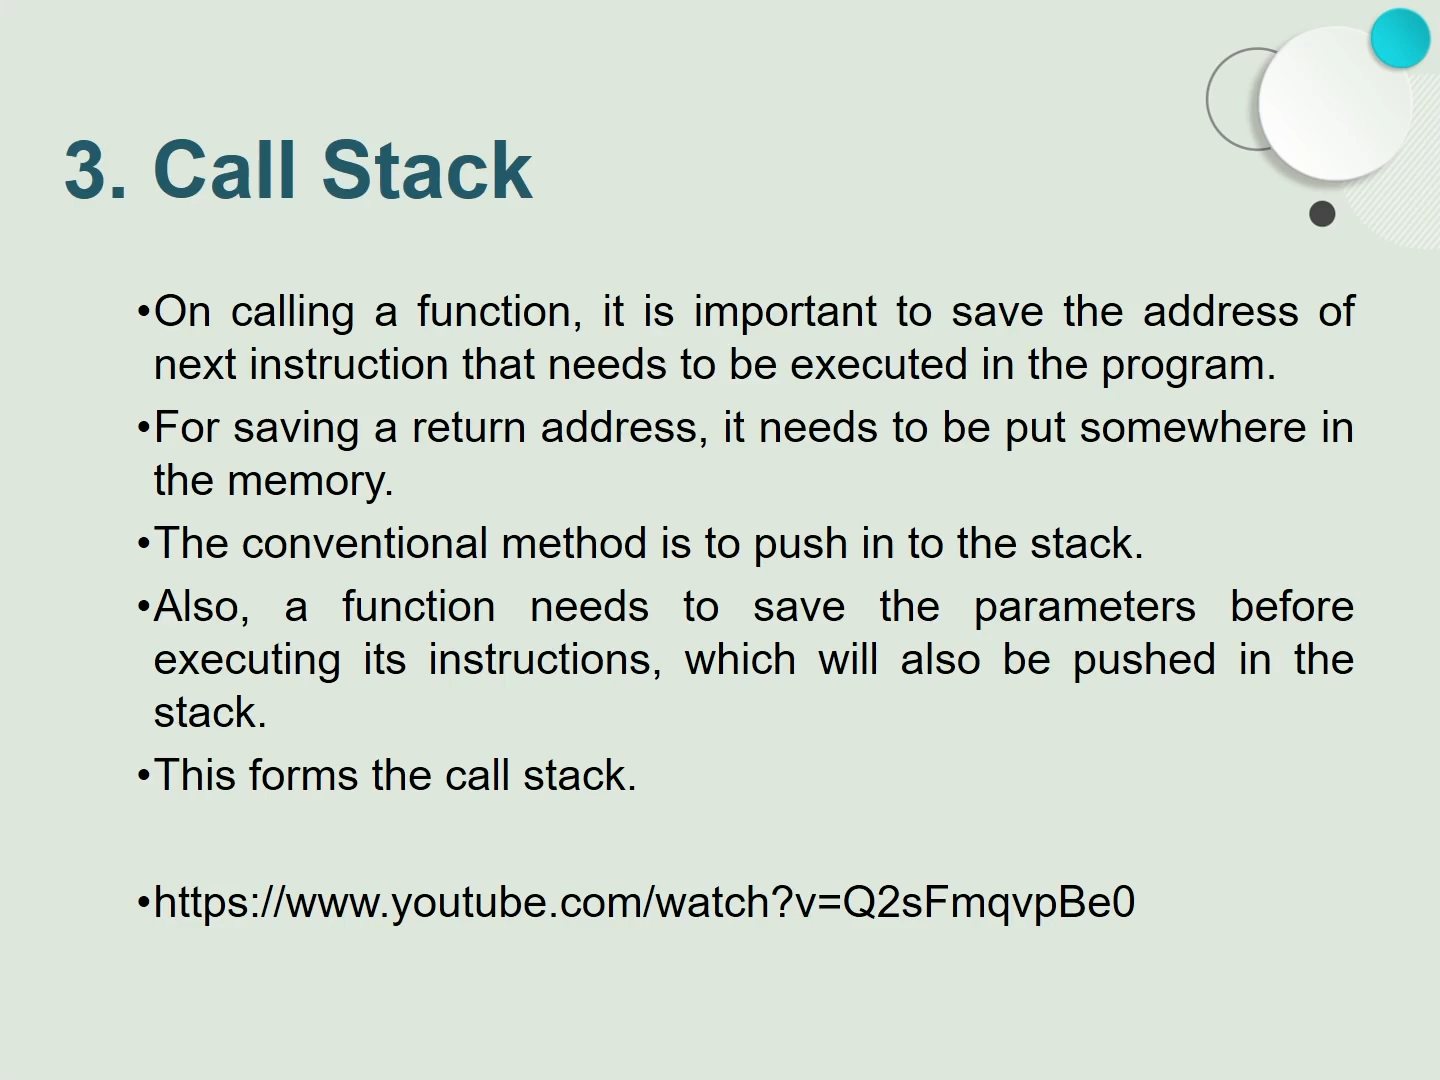 3. Call Stack
•On calling a function, it is important to save the address of
next instruction that needs to be executed in the program.
•For saving a return address, it needs to be put somewhere in
the memory.
•The conventional method is to push in to the stack.
•Also, a function needs to save the parameters before
executing its instructions, which will also be pushed in the
stack.
•This forms the call stack.
•https://www.youtube.com/watch?v=Q2sFmqvpBe0